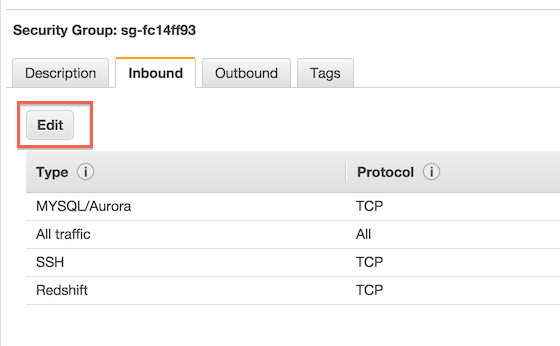 Security Group: sg-fc14ff93
Description Inbound Outbound Tags
Edit
Type i Protocol i
MYSQL/Aurora TCP
All traffic All
SSH TCP
Redshift TCP